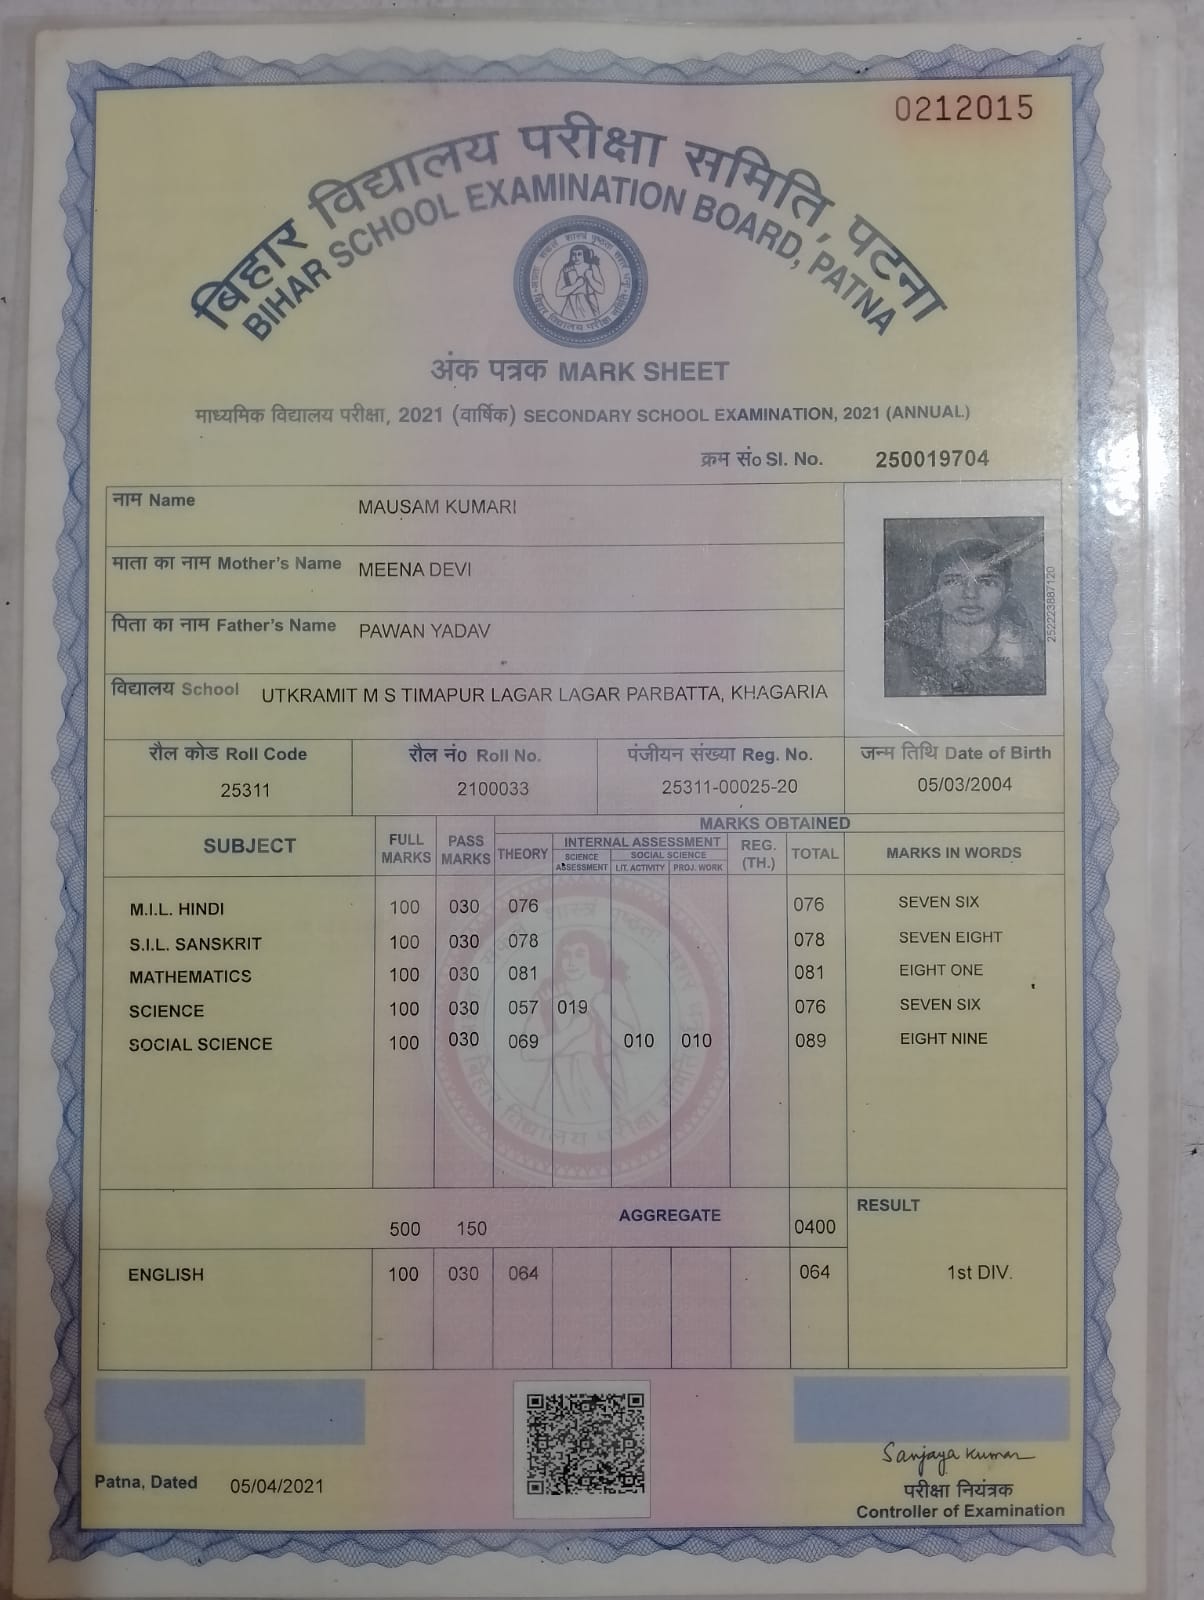 0212015
बिहार विद्यालय परीक्षा समिति, पटना
BIHAR SCHOOL EXAMINATION BOARD, PATNA
अंक पत्रक MARK SHEET
माध्यमिक विद्यालय परीक्षा, 2021 (वार्षिक) SECONDARY SCHOOL EXAMINATION, 2021 (ANNUAL)
क्रम सं० Sl. No. 250019704
नाम Name MAUSAM KUMARI
माता का नाम Mother's Name MEENA DEVI
पिता का नाम Father's Name PAWAN YADAV
252223887120
विद्यालय School UTKRAMIT M S TIMAPUR LAGAR LAGAR PARBATTA, KHAGARIA
रौल कोड Roll Code रौल नं० Roll No. पंजीयन संख्या Reg. No. जन्म तिथि Date of Birth
25311 2100033 25311-00025-20 05/03/2004
SUBJECT FULL MARKS PASS MARKS MARKS OBTAINED
THEORY INTERNAL ASSESSMENT REG. (TH.) TOTAL MARKS IN WORDS
SCIENCE ASSESSMENT SOCIAL SCIENCE
LIT. ACTIVITY PROJ. WORK
M.I.L. HINDI 100 030 076 076 SEVEN SIX
S.I.L. SANSKRIT 100 030 078 078 SEVEN EIGHT
MATHEMATICS 100 030 081 081 EIGHT ONE
SCIENCE 100 030 057 019 076 SEVEN SIX
SOCIAL SCIENCE 100 030 069 010 010 089 EIGHT NINE
बिहार विद्यालय परीक्षा समिति
500 150 AGGREGATE 0400 RESULT
ENGLISH 100 030 064 064 1st DIV.
Patna, Dated 05/04/2021
Sanjaya Kumar
परीक्षा नियंत्रक
Controller of Examination